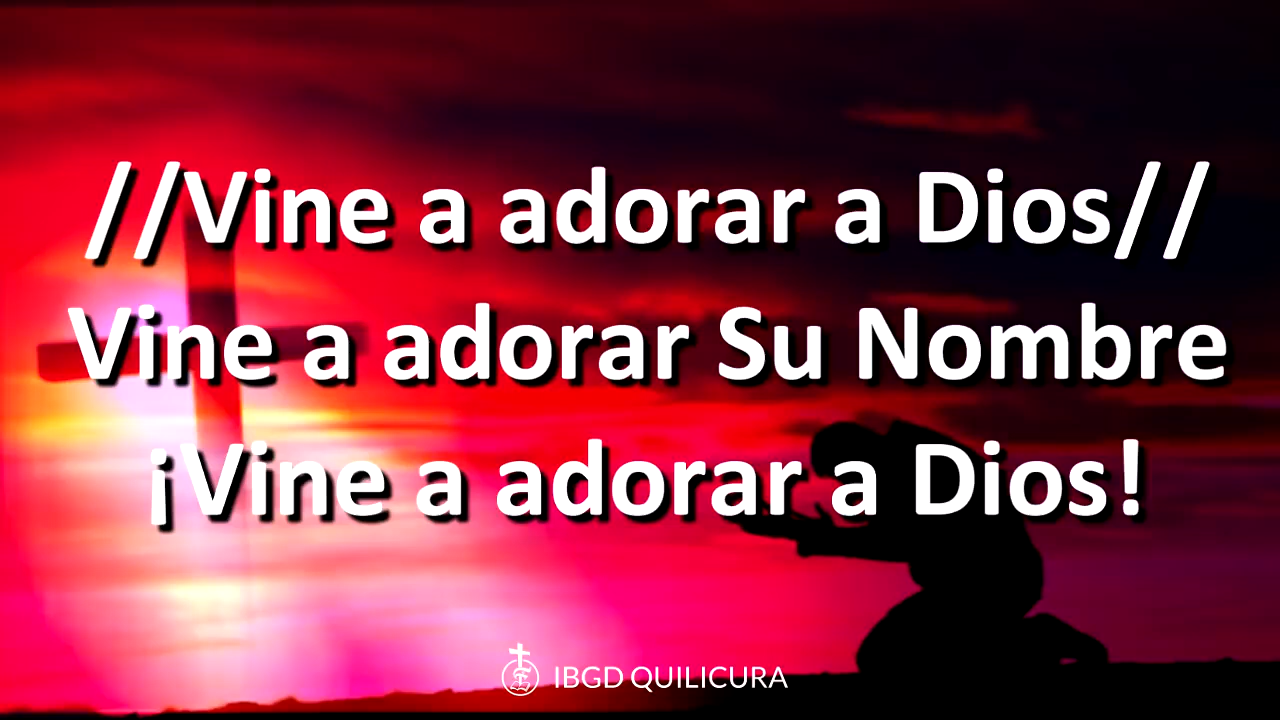 //Vine a adorar a Dios//
Vine a adorar Su Nombre
¡Vine a adorar a Dios!
IBGD QUILICURA